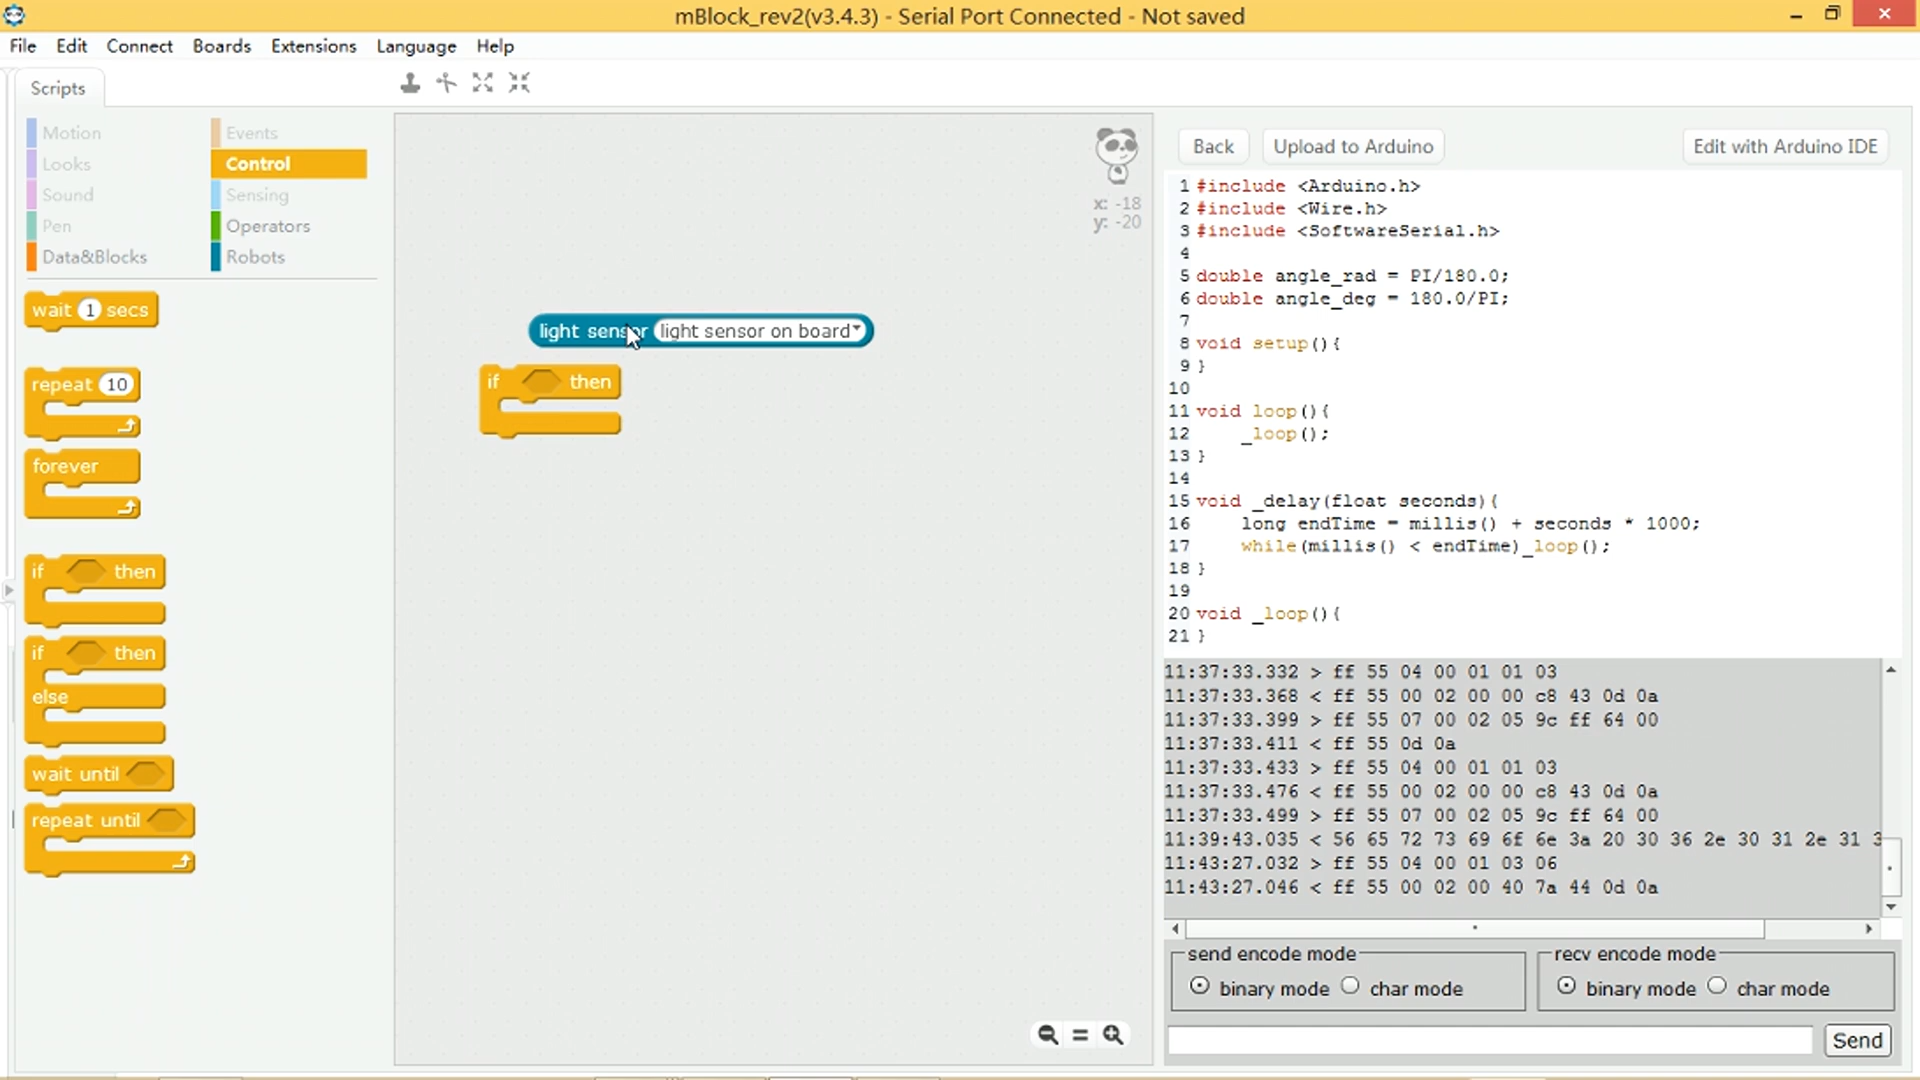 mBlock_rev2(v3.4.3) - Serial Port Connected - Not saved
File Edit Connect Boards Extensions Language Help
Scripts
Motion Events
Looks Control
Sound Sensing
Pen Operators
Data&Blocks Robots
wait 1 secs
repeat 10
forever
if then
if then
else
wait until
repeat until
light sensor light sensor on board
if then
x: -18
y: -20
Back Upload to Arduino Edit with Arduino IDE
1 #include <Arduino.h>
2 #include <Wire.h>
3 #include <SoftwareSerial.h>
4
5 double angle_rad = PI/180.0;
6 double angle_deg = 180.0/PI;
7
8 void setup(){
9 }
10
11 void loop(){
12 _loop();
13 }
14
15 void _delay(float seconds){
16 long endTime = millis() + seconds * 1000;
17 while(millis() < endTime)_loop();
18 }
19
20 void _loop(){
21 }
11:37:33.332 > ff 55 04 00 01 01 03
11:37:33.368 < ff 55 00 02 00 00 c8 43 0d 0a
11:37:33.399 > ff 55 07 00 02 05 9c ff 64 00
11:37:33.411 < ff 55 0d 0a
11:37:33.433 > ff 55 04 00 01 01 03
11:37:33.476 < ff 55 00 02 00 00 c8 43 0d 0a
11:37:33.499 > ff 55 07 00 02 05 9c ff 64 00
11:39:43.035 < 56 65 72 73 69 6f 6e 3a 20 30 36 2e 30 31 2e 31 3
11:43:27.032 > ff 55 04 00 01 03 06
11:43:27.046 < ff 55 00 02 00 40 7a 44 0d 0a
send encode mode recv encode mode
binary mode char mode binary mode char mode
Send